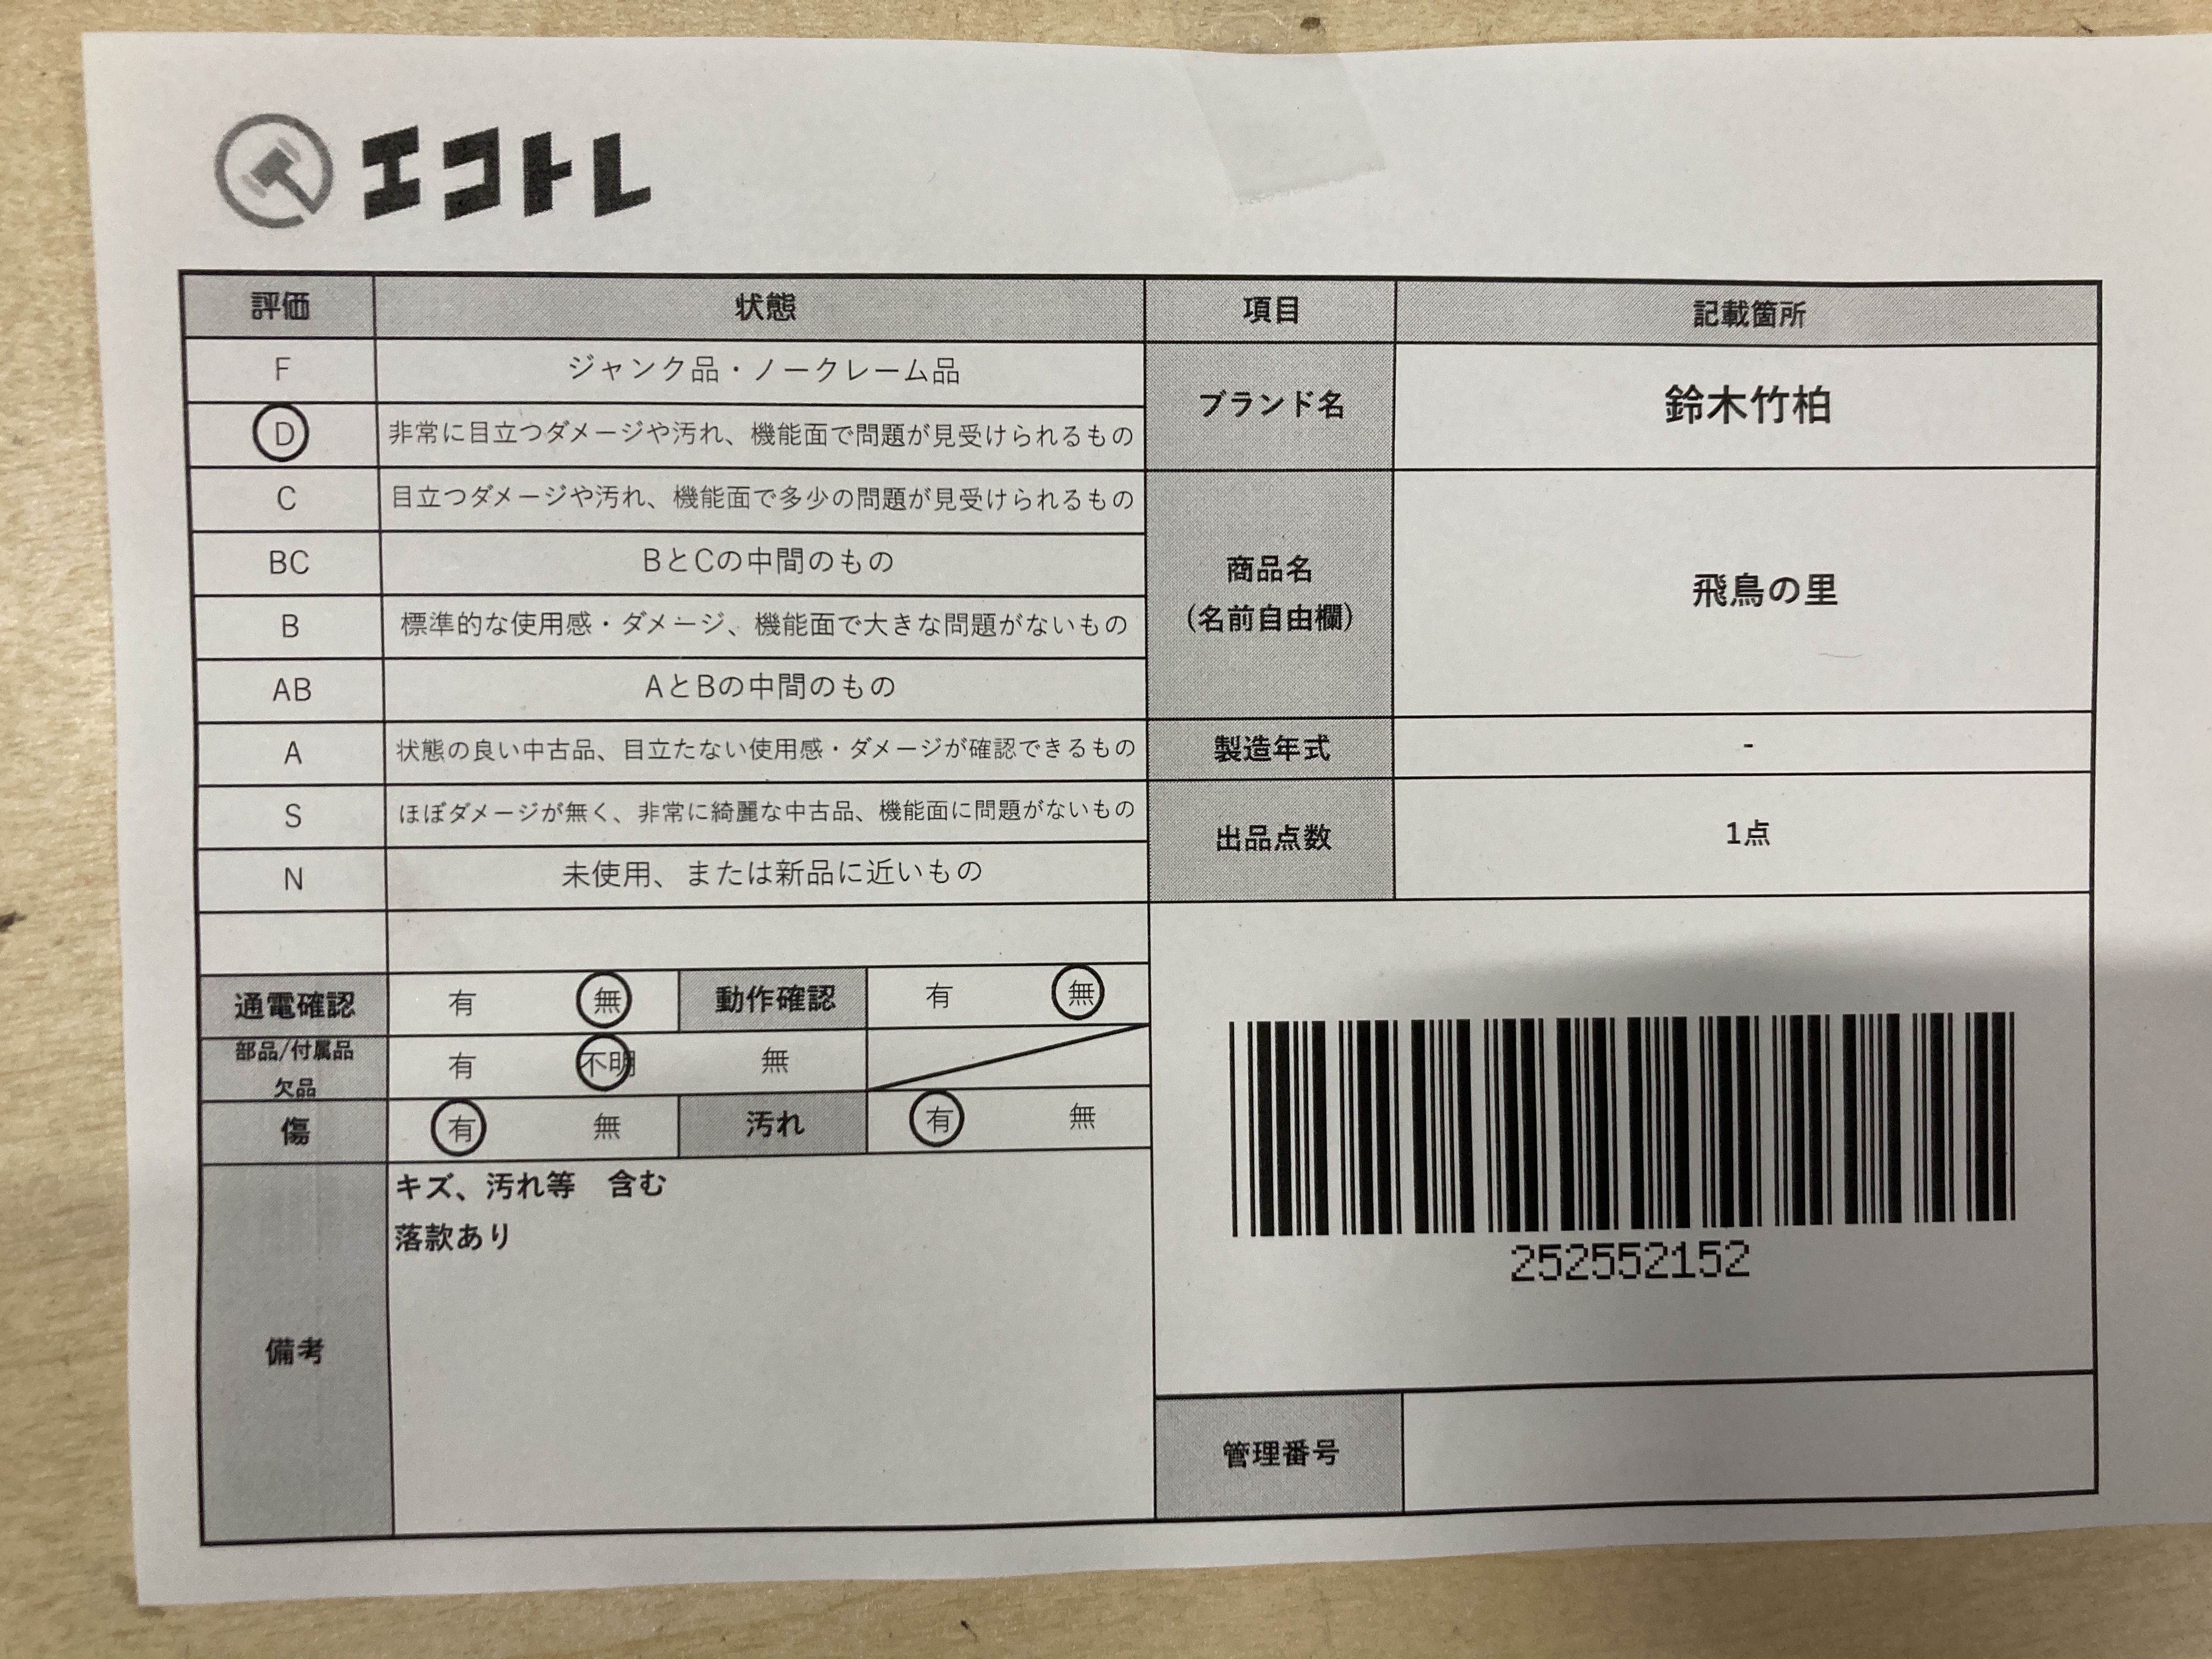 エコトレ
評価 状態 項目 記載箇所
F ジャンク品・ノークレーム品
D 非常に目立つダメージや汚れ、機能面で問題が見受けられるもの
C 目立つダメージや汚れ、機能面で多少の問題が見受けられるもの
BC BとCの中間のもの
B 標準的な使用感・ダメージ、機能面で大きな問題がないもの
AB AとBの中間のもの
A 状態の良い中古品、目立たない使用感・ダメージが確認できるもの
S ほぼダメージが無く、非常に綺麗な中古品、機能面に問題がないもの
N 未使用、または新品に近いもの
通電確認 有 無 動作確認 有 無
部品/付属品
欠品
有 不明 無
傷 有 無 汚れ 有 無
備考
キズ、汚れ等　含む
落款あり
ブランド名 鈴木竹柏
商品名
(名前自由欄)
飛鳥の里
製造年式 -
出品点数 1点
252552152
管理番号